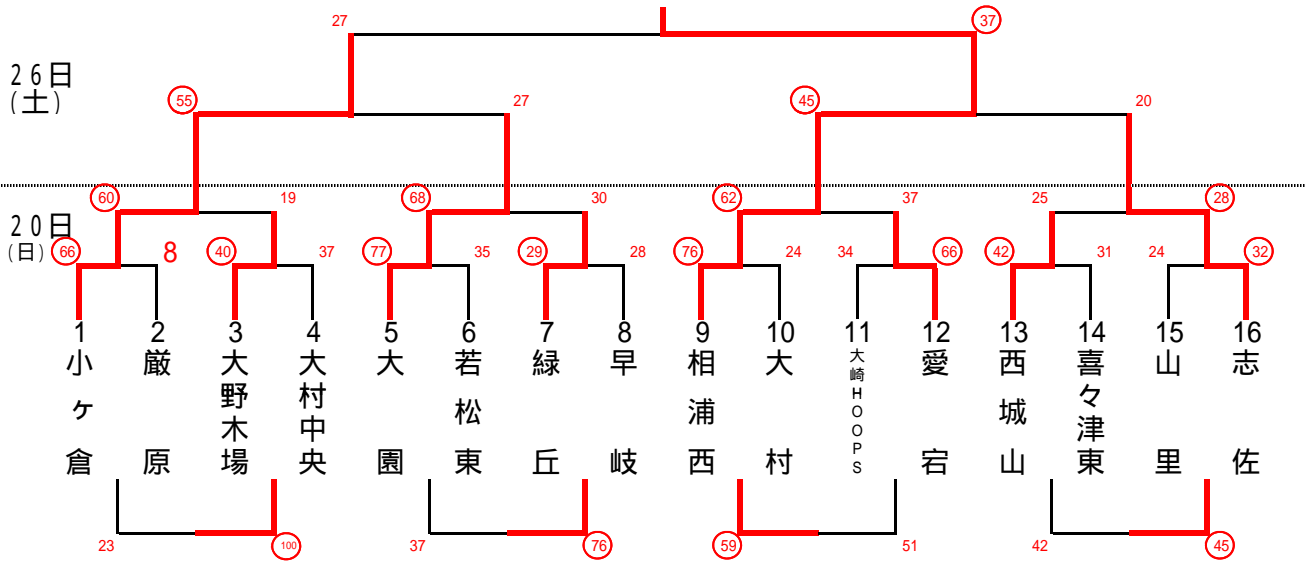 27 37
26日
(土)
55 27 45 20
60 19 68 30 62 37 25 28
20日
(日)
66 8 40 37 77 35 29 28 76 24 34 66 42 31 24 32
1 2 3 4 5 6 7 8 9 10 11 12 13 14 15 16
小ヶ倉
厳原
大野木場
大村中央
大園
若松東
緑丘
早岐
相浦西
大村
大崎HOOPS
愛宕
西城山
喜々津東
山里
志佐
23 100 37 76 59 51 42 45